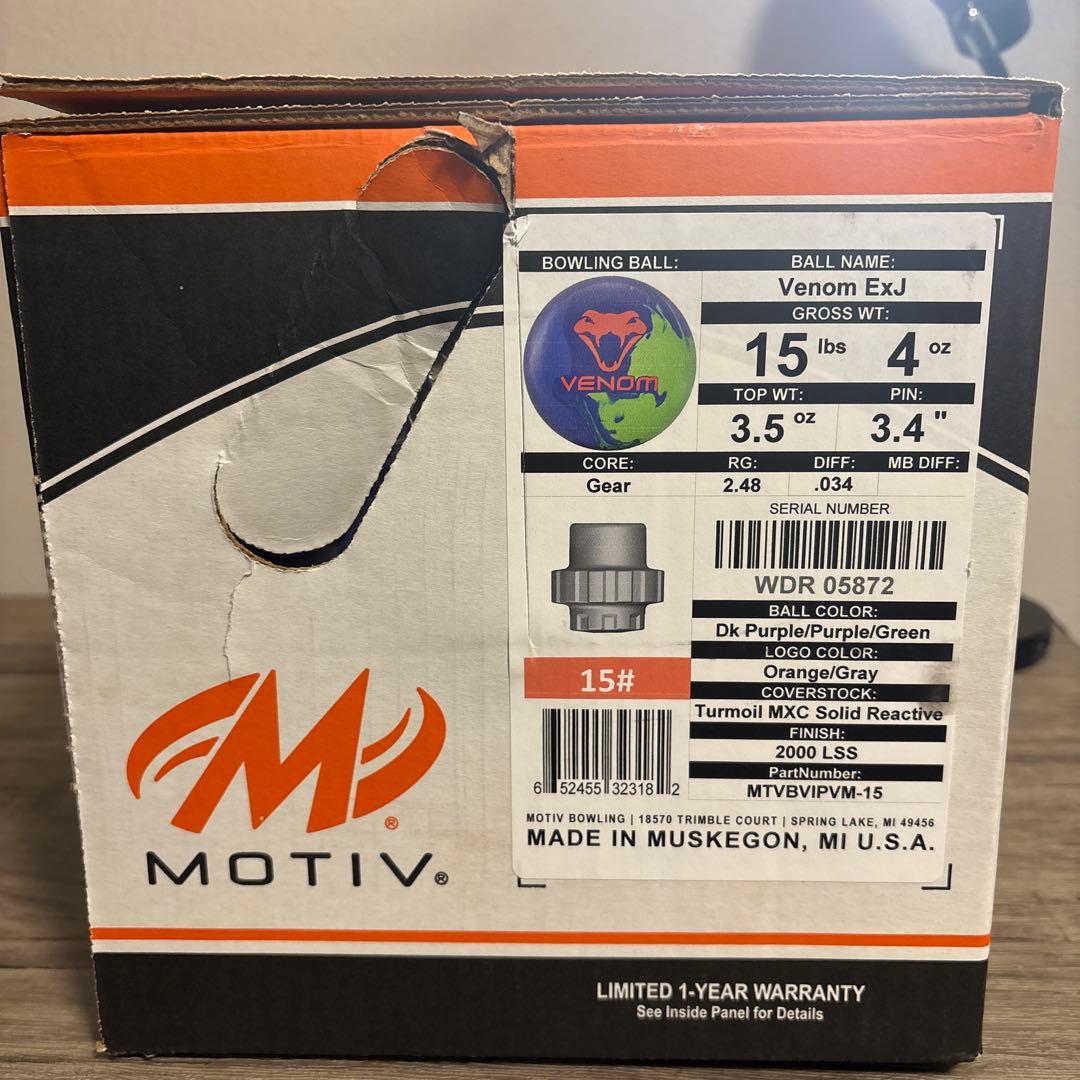 BOWLING BALL:
BALL NAME:
Venom ExJ
GROSS WT:
15 lbs 4 oz
TOP WT: PIN:
3.5 oz 3.4"
VENOM
CORE: RG: DIFF: MB DIFF:
Gear 2.48 .034
SERIAL NUMBER
WDR 05872
BALL COLOR:
Dk Purple/Purple/Green
LOGO COLOR:
Orange/Gray
COVERSTOCK:
Turmoil MXC Solid Reactive
FINISH:
2000 LSS
PartNumber:
MTVBVIPVM-15
15#
6 52455 32318 2
MOTIV BOWLING | 18570 TRIMBLE COURT | SPRING LAKE, MI 49456
MADE IN MUSKEGON, MI U.S.A.
M®
MOTIV®
LIMITED 1-YEAR WARRANTY
See Inside Panel for Details